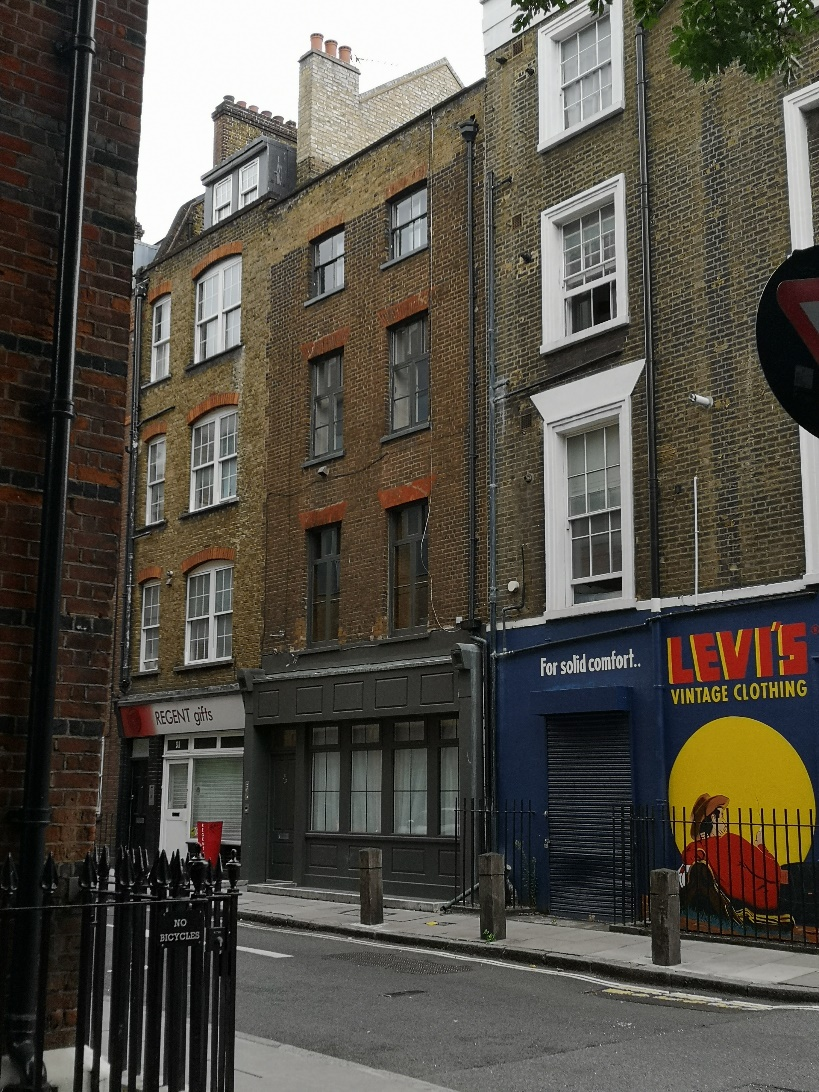 For solid comfort..
LEVI'S
VINTAGE CLOTHING
REGENT gifts
NO
BICYCLES